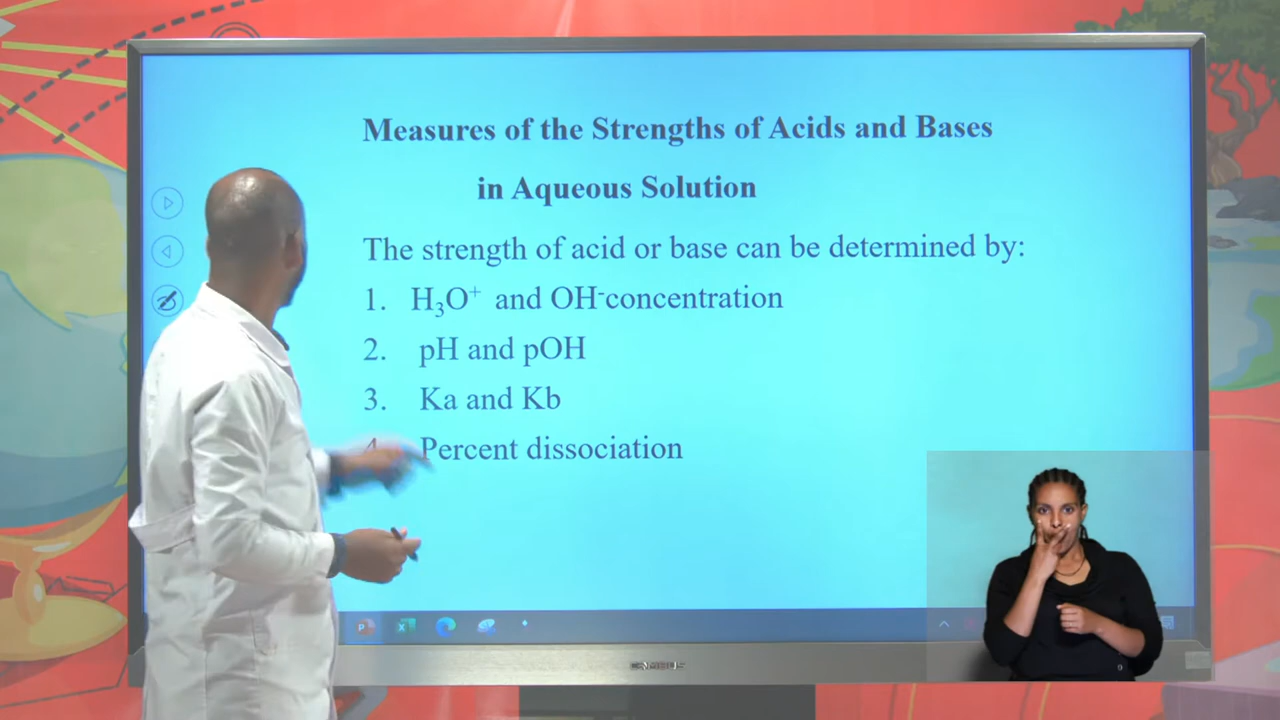 Measures of the Strengths of Acids and Bases
in Aqueous Solution
The strength of acid or base can be determined by:
1. H₃O⁺ and OH⁻concentration
2. pH and pOH
3. Ka and Kb
4. Percent dissociation